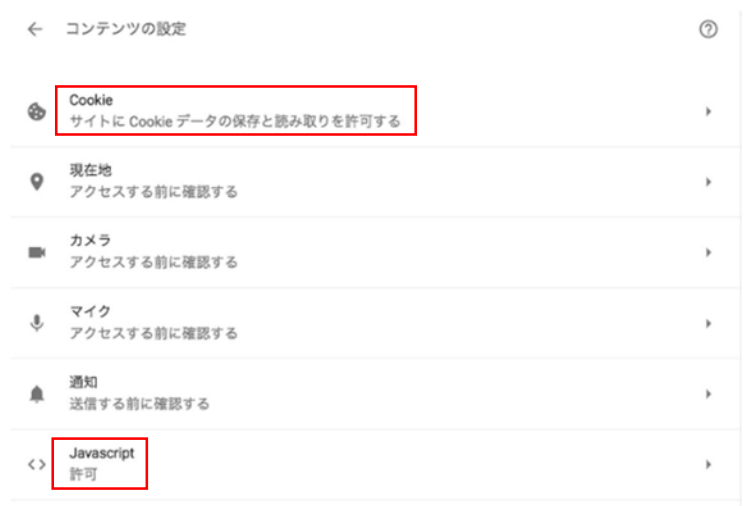 コンテンツの設定
Cookie
サイトに Cookie データの保存と読み取りを許可する
現在地
アクセスする前に確認する
カメラ
アクセスする前に確認する
マイク
アクセスする前に確認する
通知
送信する前に確認する
Javascript
許可